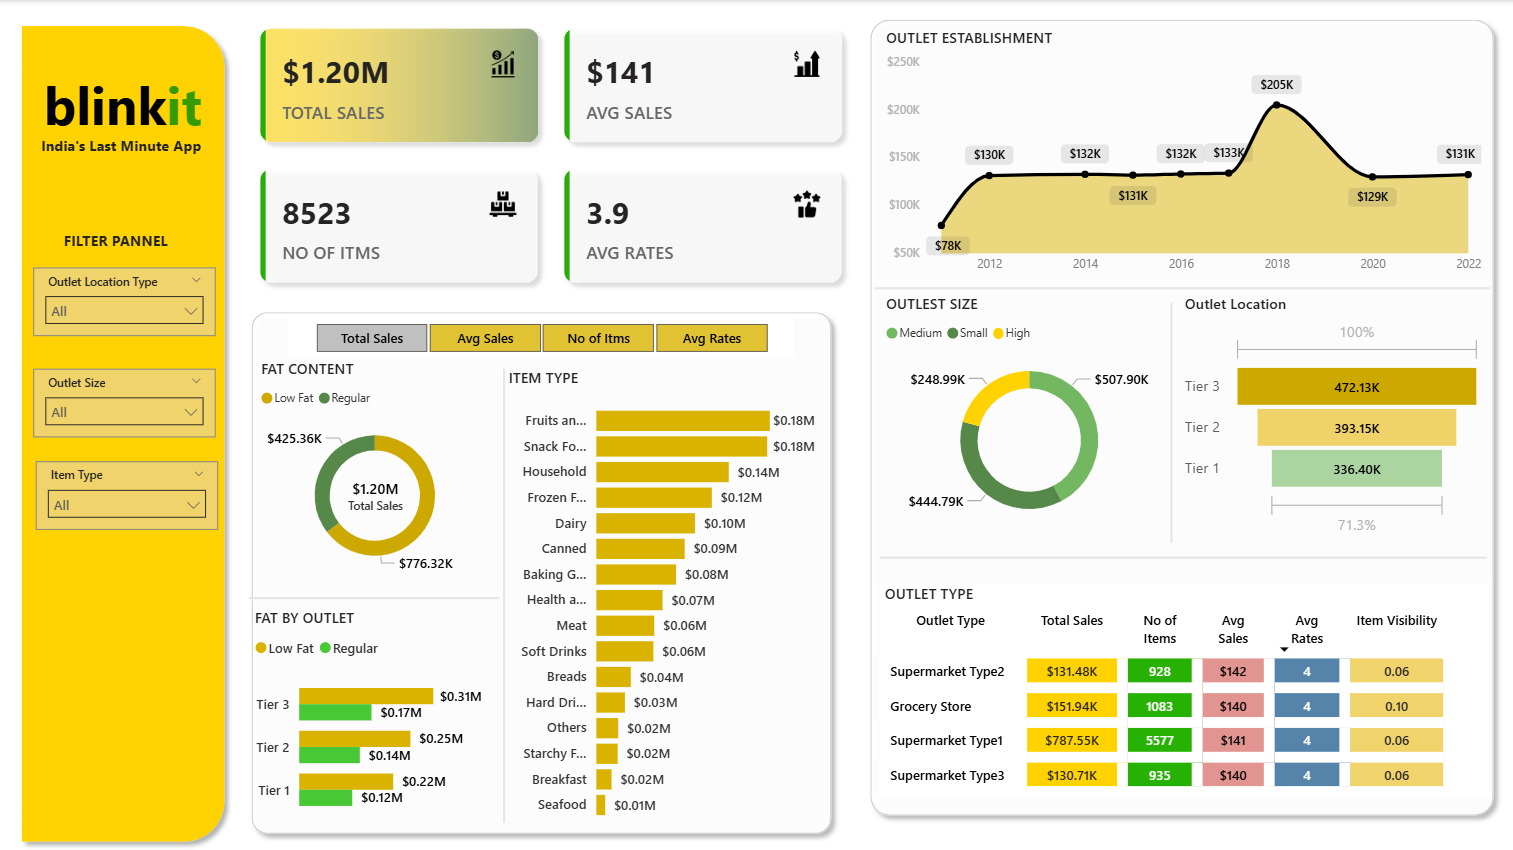 blinkit
India's Last Minute App
FILTER PANNEL
Outlet Location Type
All
Outlet Size
All
Item Type
All
$1.20M
TOTAL SALES
$141
AVG SALES
8523
NO OF ITMS
3.9
AVG RATES
Total Sales Avg Sales No of Itms Avg Rates
FAT CONTENT
Low Fat Regular
$425.36K
$1.20M
Total Sales
$776.32K
FAT BY OUTLET
Low Fat Regular
Tier 3 $0.31M
$0.17M
Tier 2 $0.25M
$0.14M
Tier 1 $0.22M
$0.12M
ITEM TYPE
Fruits an... $0.18M
Snack Fo... $0.18M
Household $0.14M
Frozen F... $0.12M
Dairy $0.10M
Canned $0.09M
Baking G... $0.08M
Health a... $0.07M
Meat $0.06M
Soft Drinks $0.06M
Breads $0.04M
Hard Dri... $0.03M
Others $0.02M
Starchy F... $0.02M
Breakfast $0.02M
Seafood $0.01M
OUTLET ESTABLISHMENT
$250K
$200K
$150K
$100K
$50K
$78K
$130K
$132K
$131K
$132K
$133K
$205K
$129K
$131K
2012 2014 2016 2018 2020 2022
OUTLEST SIZE
Medium Small High
$248.99K
$507.90K
$444.79K
Outlet Location
100%
Tier 3 472.13K
Tier 2 393.15K
Tier 1 336.40K
71.3%
OUTLET TYPE
Outlet Type Total Sales No of Items Avg Sales Avg Rates Item Visibility
Supermarket Type2 $131.48K 928 $142 4 0.06
Grocery Store $151.94K 1083 $140 4 0.10
Supermarket Type1 $787.55K 5577 $141 4 0.06
Supermarket Type3 $130.71K 935 $140 4 0.06